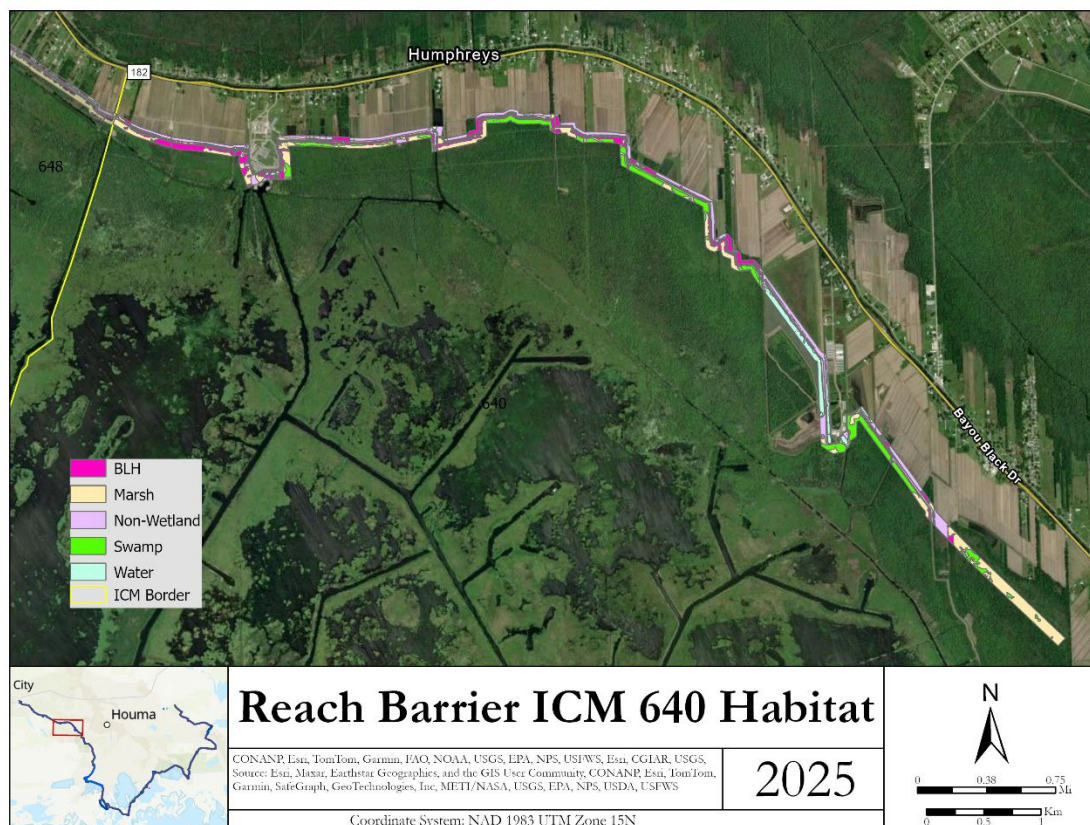 Humphreys
182
648
640
Bayou Black Dr
BLH
Marsh
Non-Wetland
Swamp
Water
ICM Border
City
Houma
Reach Barrier ICM 640 Habitat
CONANP, Esri, TomTom, Garmin, FAO, NOAA, USGS, EPA, NPS, USFWS, Esri, CGIAR, USGS,
Source: Esri, Maxar, Earthstar Geographics, and the GIS User Community, CONANP, Esri, TomTom,
Garmin, SafeGraph, GeoTechnologies, Inc, METI/NASA, USGS, EPA, NPS, USDA, USFWS
2025
Coordinate System: NAD 1983 UTM Zone 15N
N
0 0.38 0.75
Mi
Km
0 0.5 1